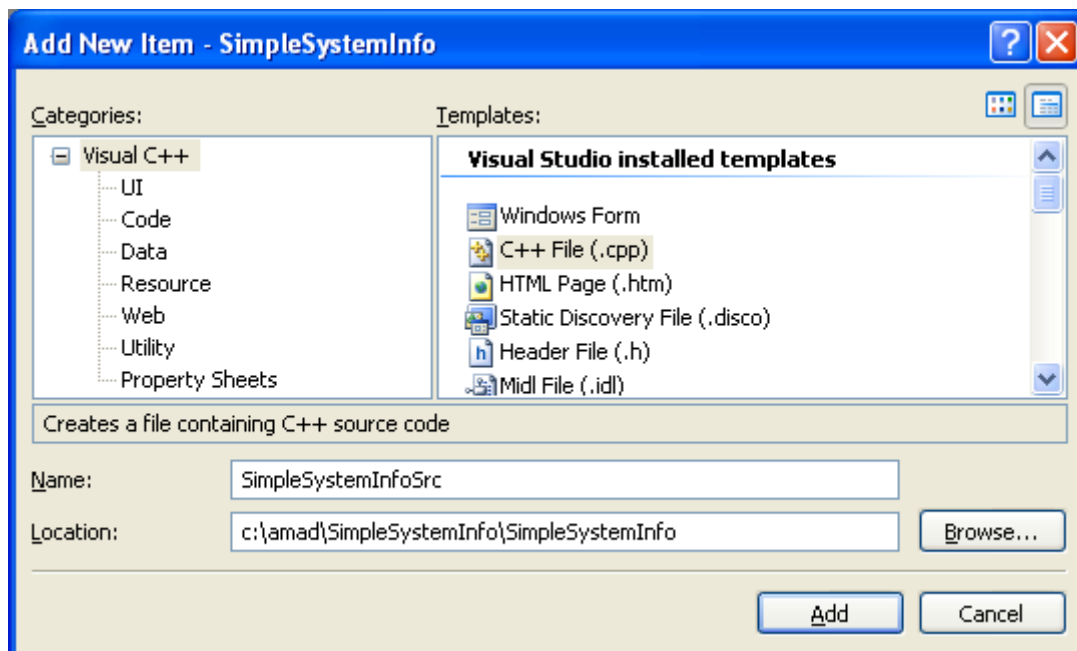 Add New Item - SimpleSystemInfo
Categories:
Templates:
Visual C++
UI
Code
Data
Resource
Web
Utility
Property Sheets
Visual Studio installed templates
Windows Form
C++ File (.cpp)
HTML Page (.htm)
Static Discovery File (.disco)
Header File (.h)
Midl File (.idl)
Creates a file containing C++ source code
Name:
SimpleSystemInfoSrc
Location:
c:\amad\SimpleSystemInfo\SimpleSystemInfo
Browse...
Add
Cancel